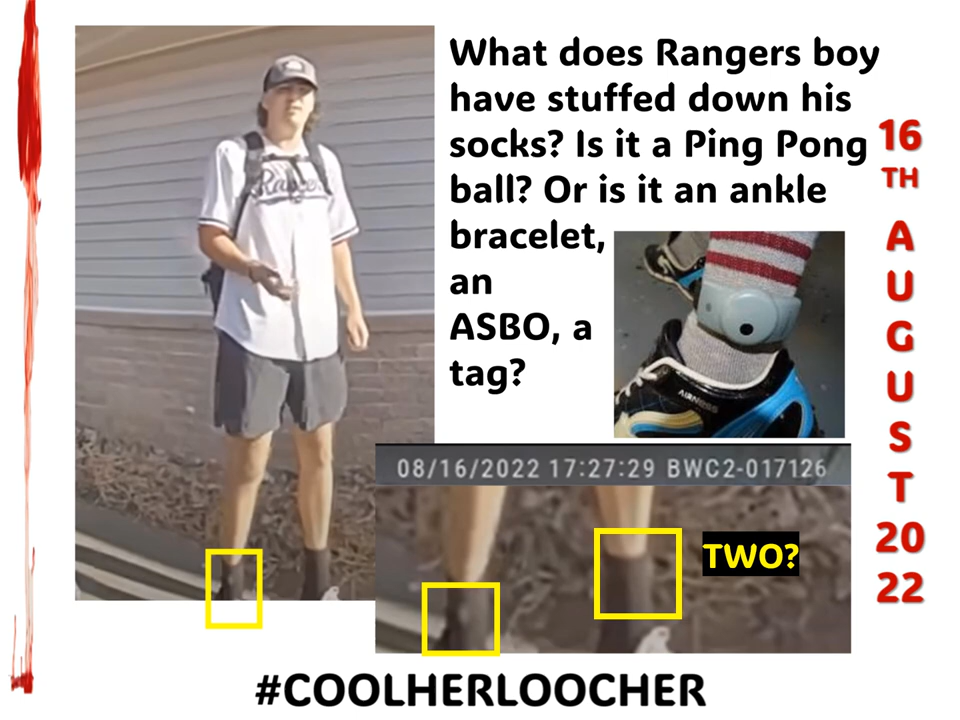 What does Rangers boy
have stuffed down his
socks? Is it a Ping Pong
ball? Or is it an ankle
bracelet,
an
ASBO, a
tag?
16
TH
A
U
G
U
S
T
20
22
Rangers
AIRNESS
08/16/2022 17:27:29 BWC2-017126
TWO?
#COOLHERLOOCHER